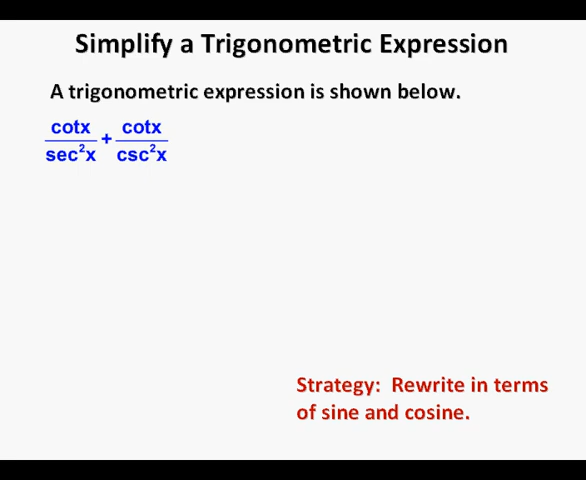 Simplify a Trigonometric Expression
A trigonometric expression is shown below.
cotx/sec²x + cotx/csc²x
Strategy: Rewrite in terms
of sine and cosine.